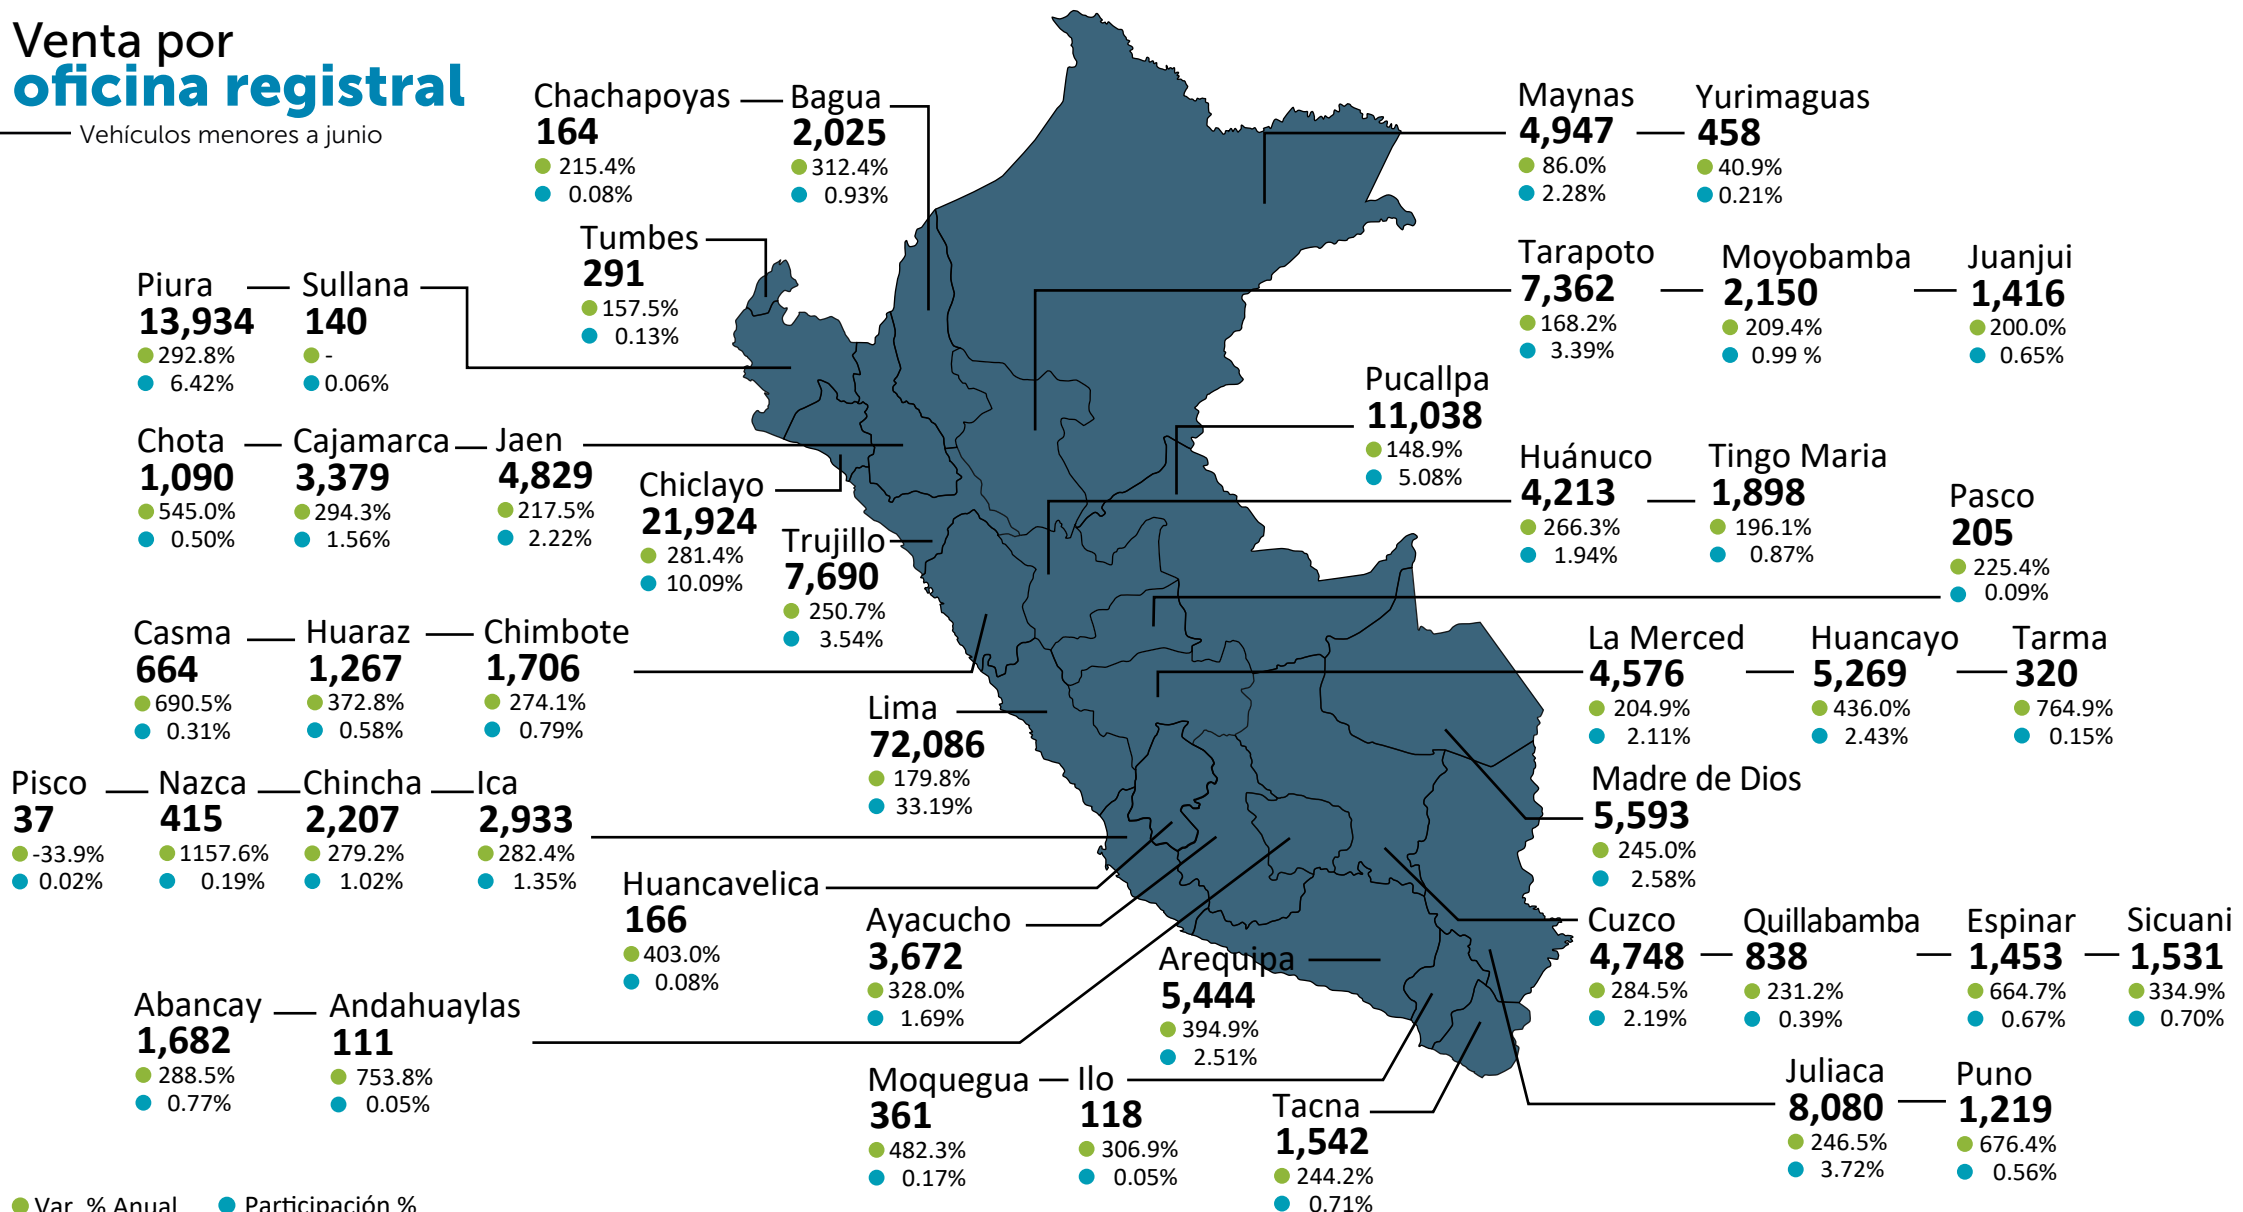 Venta por
oficina registral
Vehículos menores a junio
Chachapoyas
164
215.4%
0.08%
Bagua
2,025
312.4%
0.93%
Maynas
4,947
86.0%
2.28%
Yurimaguas
458
40.9%
0.21%
Tumbes
291
157.5%
0.13%
Piura
13,934
292.8%
6.42%
Sullana
140
-
0.06%
Tarapoto
7,362
168.2%
3.39%
Moyobamba
2,150
209.4%
0.99 %
Juanjui
1,416
200.0%
0.65%
Pucallpa
11,038
148.9%
5.08%
Chota
1,090
545.0%
0.50%
Cajamarca
3,379
294.3%
1.56%
Jaen
4,829
217.5%
2.22%
Chiclayo
21,924
281.4%
10.09%
Trujillo
7,690
250.7%
3.54%
Huánuco
4,213
266.3%
1.94%
Tingo Maria
1,898
196.1%
0.87%
Pasco
205
225.4%
0.09%
Casma
664
690.5%
0.31%
Huaraz
1,267
372.8%
0.58%
Chimbote
1,706
274.1%
0.79%
La Merced
4,576
204.9%
2.11%
Huancayo
5,269
436.0%
2.43%
Tarma
320
764.9%
0.15%
Lima
72,086
179.8%
33.19%
Pisco
37
-33.9%
0.02%
Nazca
415
1157.6%
0.19%
Chincha
2,207
279.2%
1.02%
Ica
2,933
282.4%
1.35%
Madre de Dios
5,593
245.0%
2.58%
Huancavelica
166
403.0%
0.08%
Ayacucho
3,672
328.0%
1.69%
Arequipa
5,444
394.9%
2.51%
Cuzco
4,748
284.5%
2.19%
Quillabamba
838
231.2%
0.39%
Espinar
1,453
664.7%
0.67%
Sicuani
1,531
334.9%
0.70%
Abancay
1,682
288.5%
0.77%
Andahuaylas
111
753.8%
0.05%
Moquegua
361
482.3%
0.17%
Ilo
118
306.9%
0.05%
Tacna
1,542
244.2%
0.71%
Juliaca
8,080
246.5%
3.72%
Puno
1,219
676.4%
0.56%
Var. % Anual
Participación %